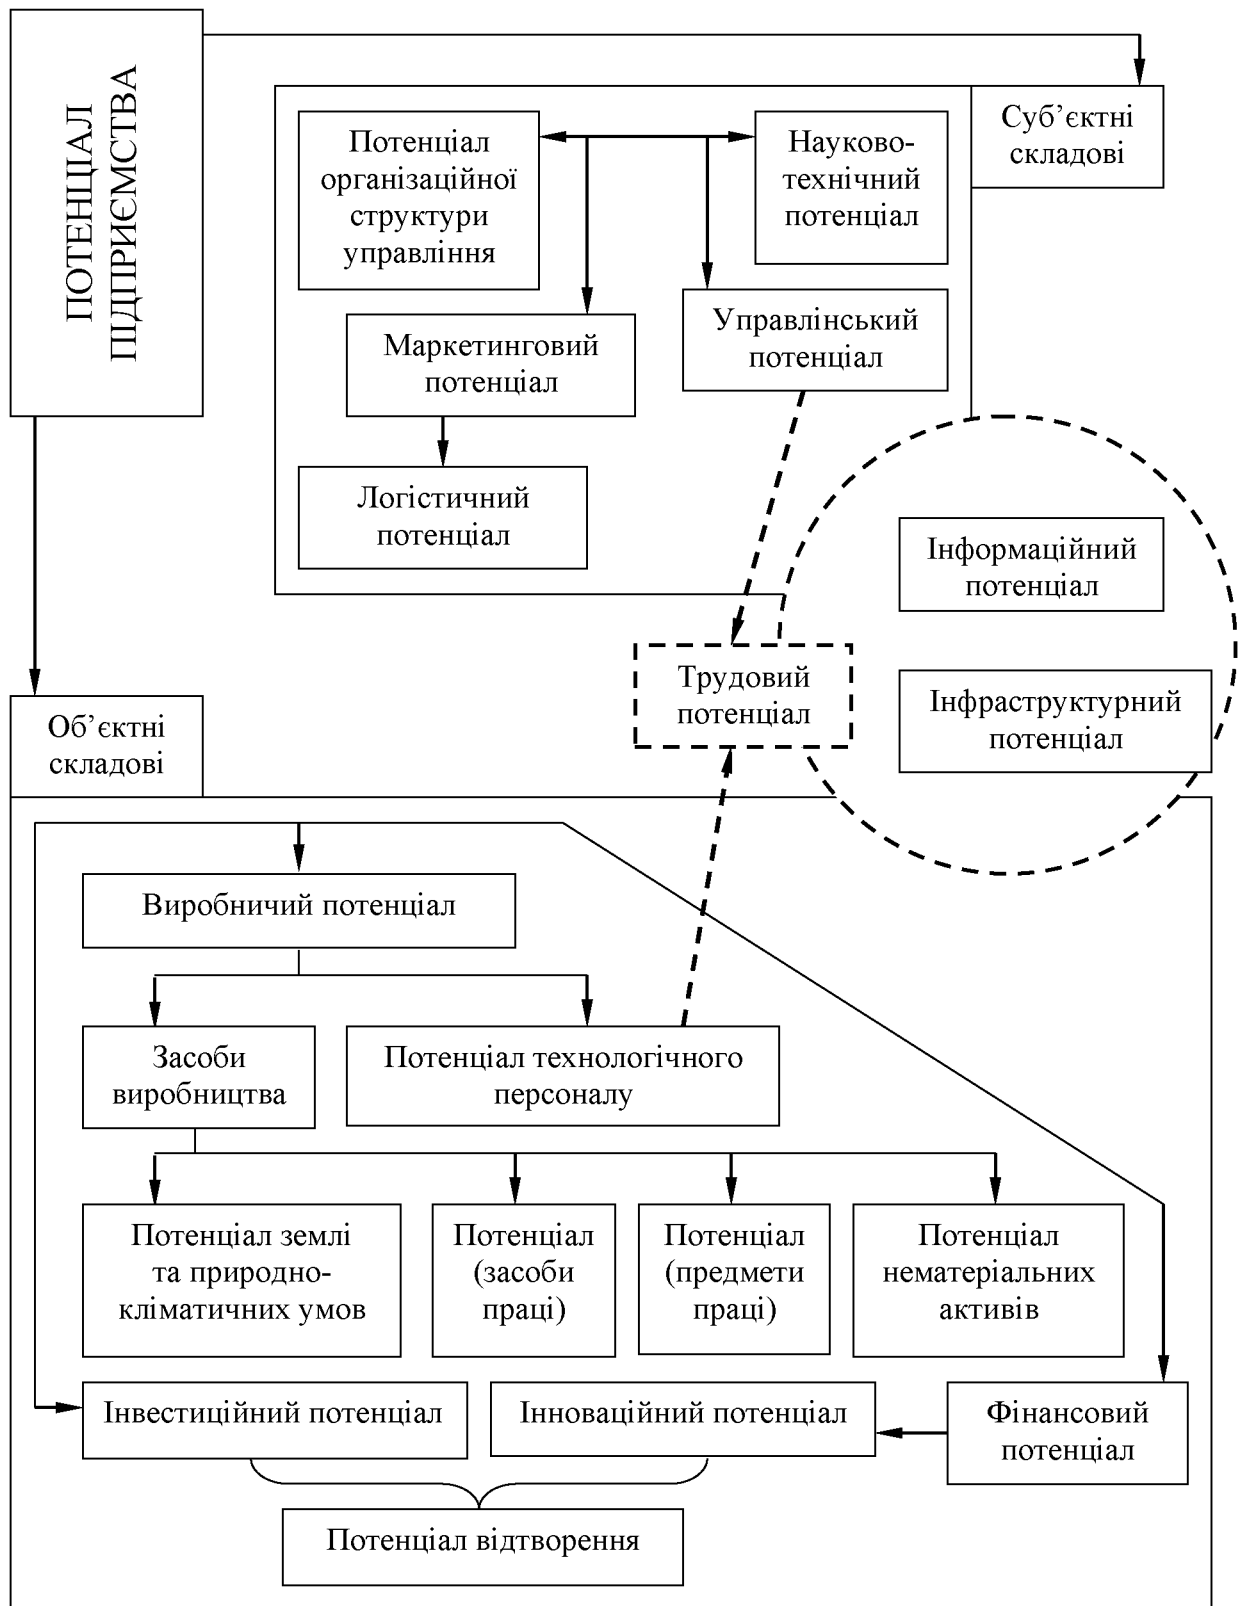 ПОТЕНЦІАЛ
ПІДПРИЄМСТВА
Суб’єктні
складові
Потенціал
організаційної
структури
управління
Науково-
технічний
потенціал
Маркетинговий
потенціал
Управлінський
потенціал
Логістичний
потенціал
Інформаційний
потенціал
Трудовий
потенціал
Інфраструктурний
потенціал
Об’єктні
складові
Виробничий потенціал
Засоби
виробництва
Потенціал технологічного
персоналу
Потенціал землі
та природно-
кліматичних умов
Потенціал
(засоби
праці)
Потенціал
(предмети
праці)
Потенціал
нематеріальних
активів
Інвестиційний потенціал
Інноваційний потенціал
Фінансовий
потенціал
Потенціал відтворення